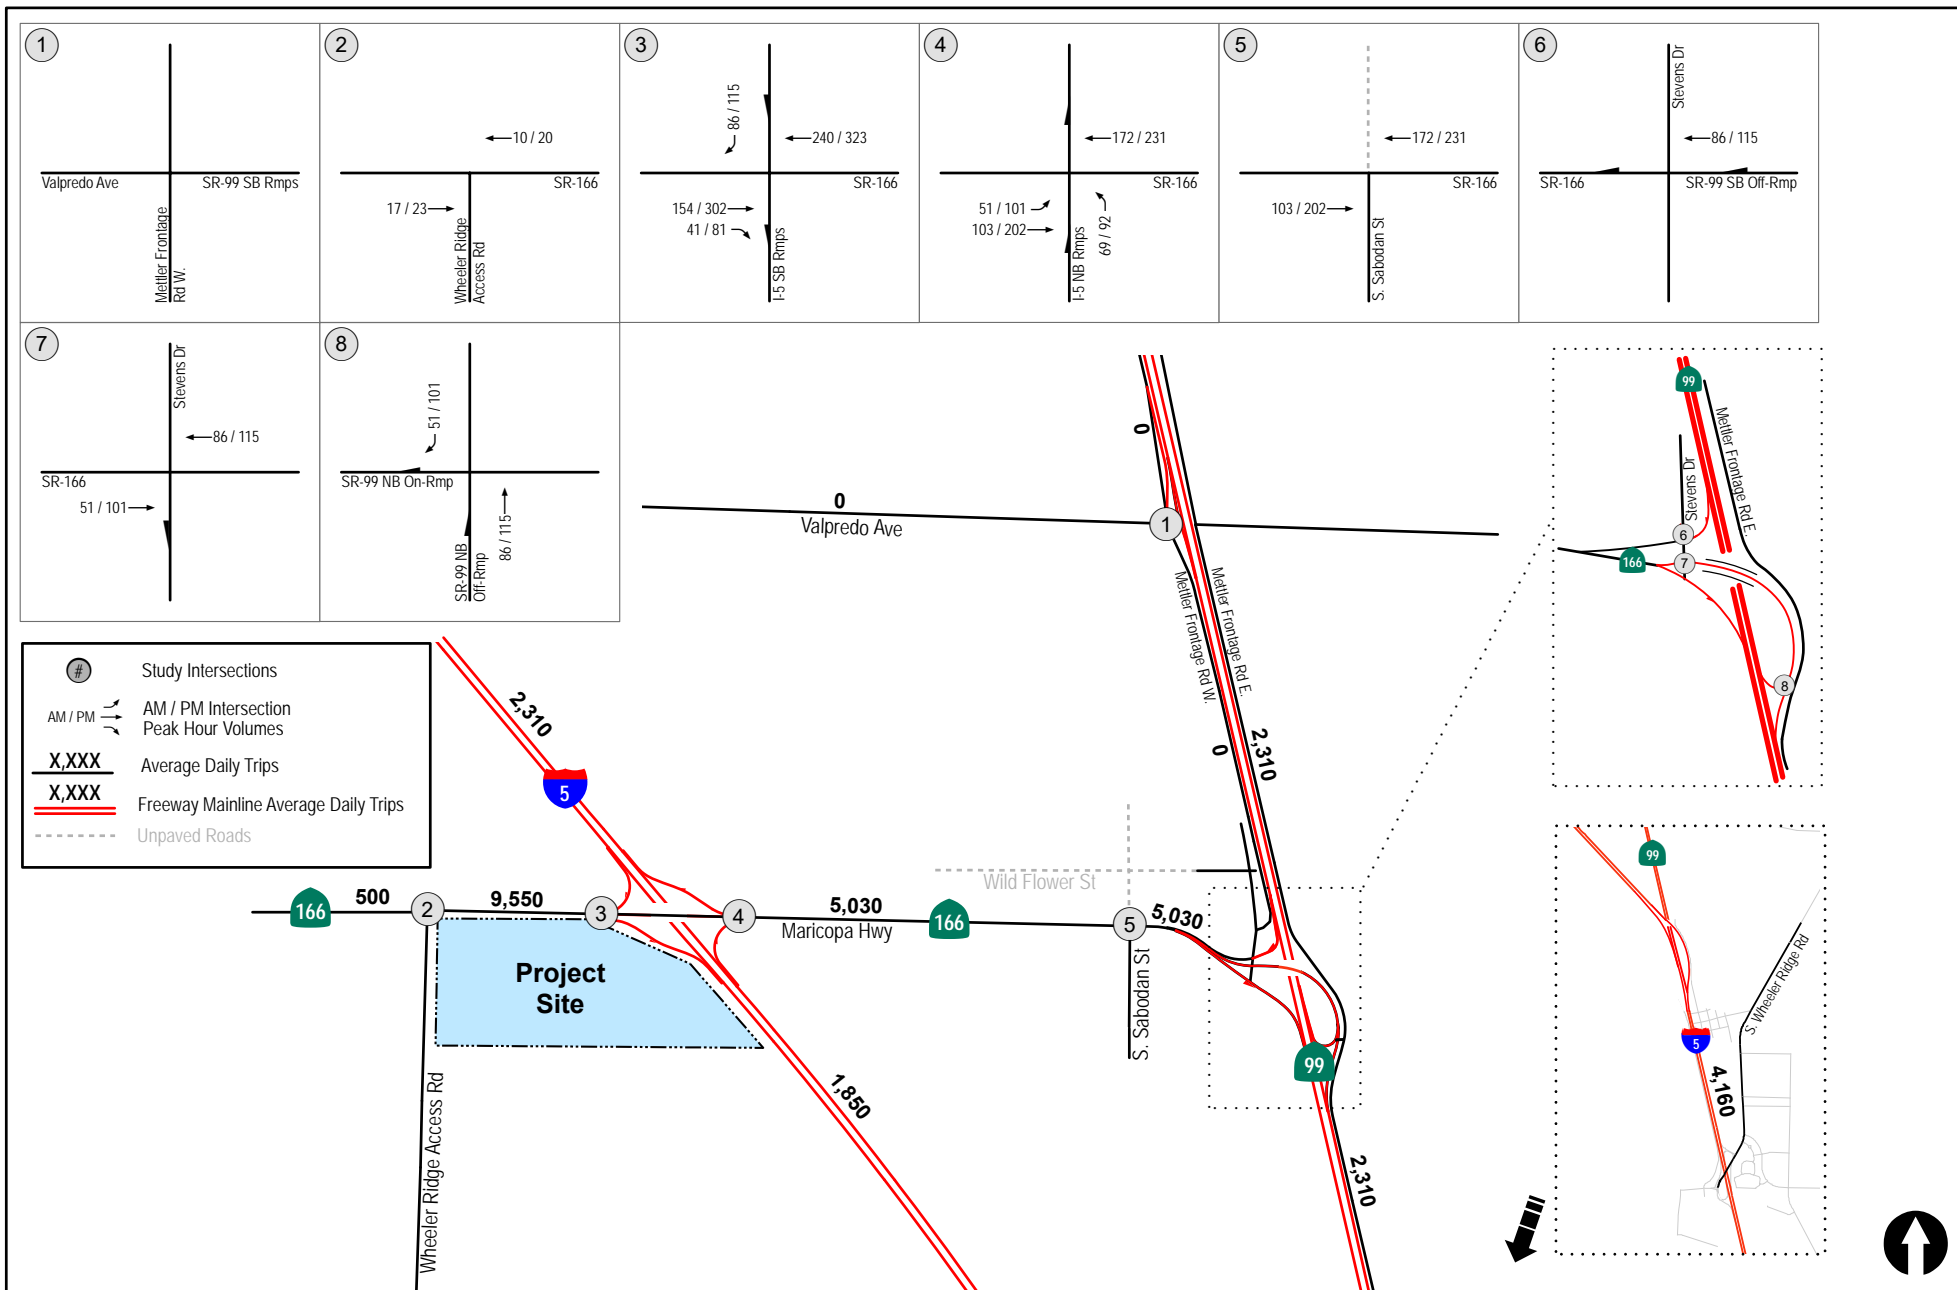 1
Valpredo Ave
SR-99 SB Rmps
Mettler Frontage
Rd W.
2
10 / 20
SR-166
17 / 23
Wheeler Ridge
Access Rd
3
86 / 115
240 / 323
SR-166
154 / 302
41 / 81
I-5 SB Rmps
4
172 / 231
SR-166
51 / 101
103 / 202
69 / 92
I-5 NB Rmps
5
172 / 231
SR-166
103 / 202
S. Sabodan St
6
Stevens Dr
86 / 115
SR-166
SR-99 SB Off-Rmp
7
Stevens Dr
86 / 115
SR-166
51 / 101
8
51 / 101
SR-99 NB On-Rmp
86 / 115
SR-99 NB
Off-Rmp
# Study Intersections
AM / PM
AM / PM Intersection
Peak Hour Volumes
X,XXX
Average Daily Trips
X,XXX
Freeway Mainline Average Daily Trips
Unpaved Roads
0
0
Valpredo Ave
1
Mettler Frontage Rd W.
Mettler Frontage Rd E.
0
2,310
2,310
5
166
500
2
9,550
3
4
5,030
Maricopa Hwy
166
Wild Flower St
5
5,030
S. Sabodan St
Project
Site
Wheeler Ridge Access Rd
1,850
99
2,310
99
Mettler Frontage Rd E.
Stevens Dr
6
7
166
8
99
S. Wheeler Ridge Rd
5
4,160